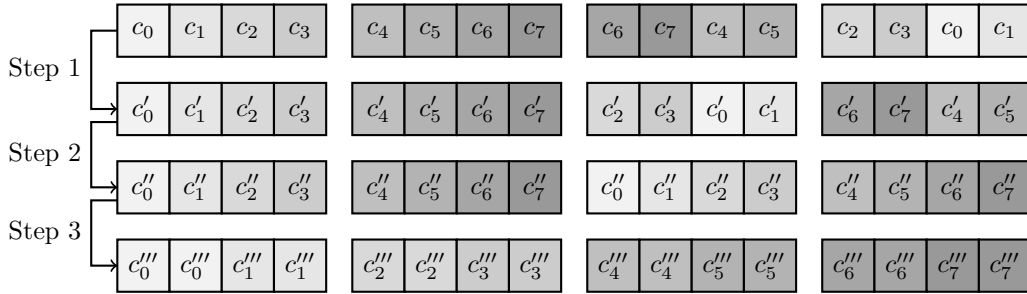 c₀ c₁ c₂ c₃ c₄ c₅ c₆ c₇ c₆ c₇ c₄ c₅ c₂ c₃ c₀ c₁
Step 1
c′₀ c′₁ c′₂ c′₃ c′₄ c′₅ c′₆ c′₇ c′₂ c′₃ c′₀ c′₁ c′₆ c′₇ c′₄ c′₅
Step 2
c″₀ c″₁ c″₂ c″₃ c″₄ c″₅ c″₆ c″₇ c″₀ c″₁ c″₂ c″₃ c″₄ c″₅ c″₆ c″₇
Step 3
c‴₀ c‴₀ c‴₁ c‴₁ c‴₂ c‴₂ c‴₃ c‴₃ c‴₄ c‴₄ c‴₅ c‴₅ c‴₆ c‴₆ c‴₇ c‴₇